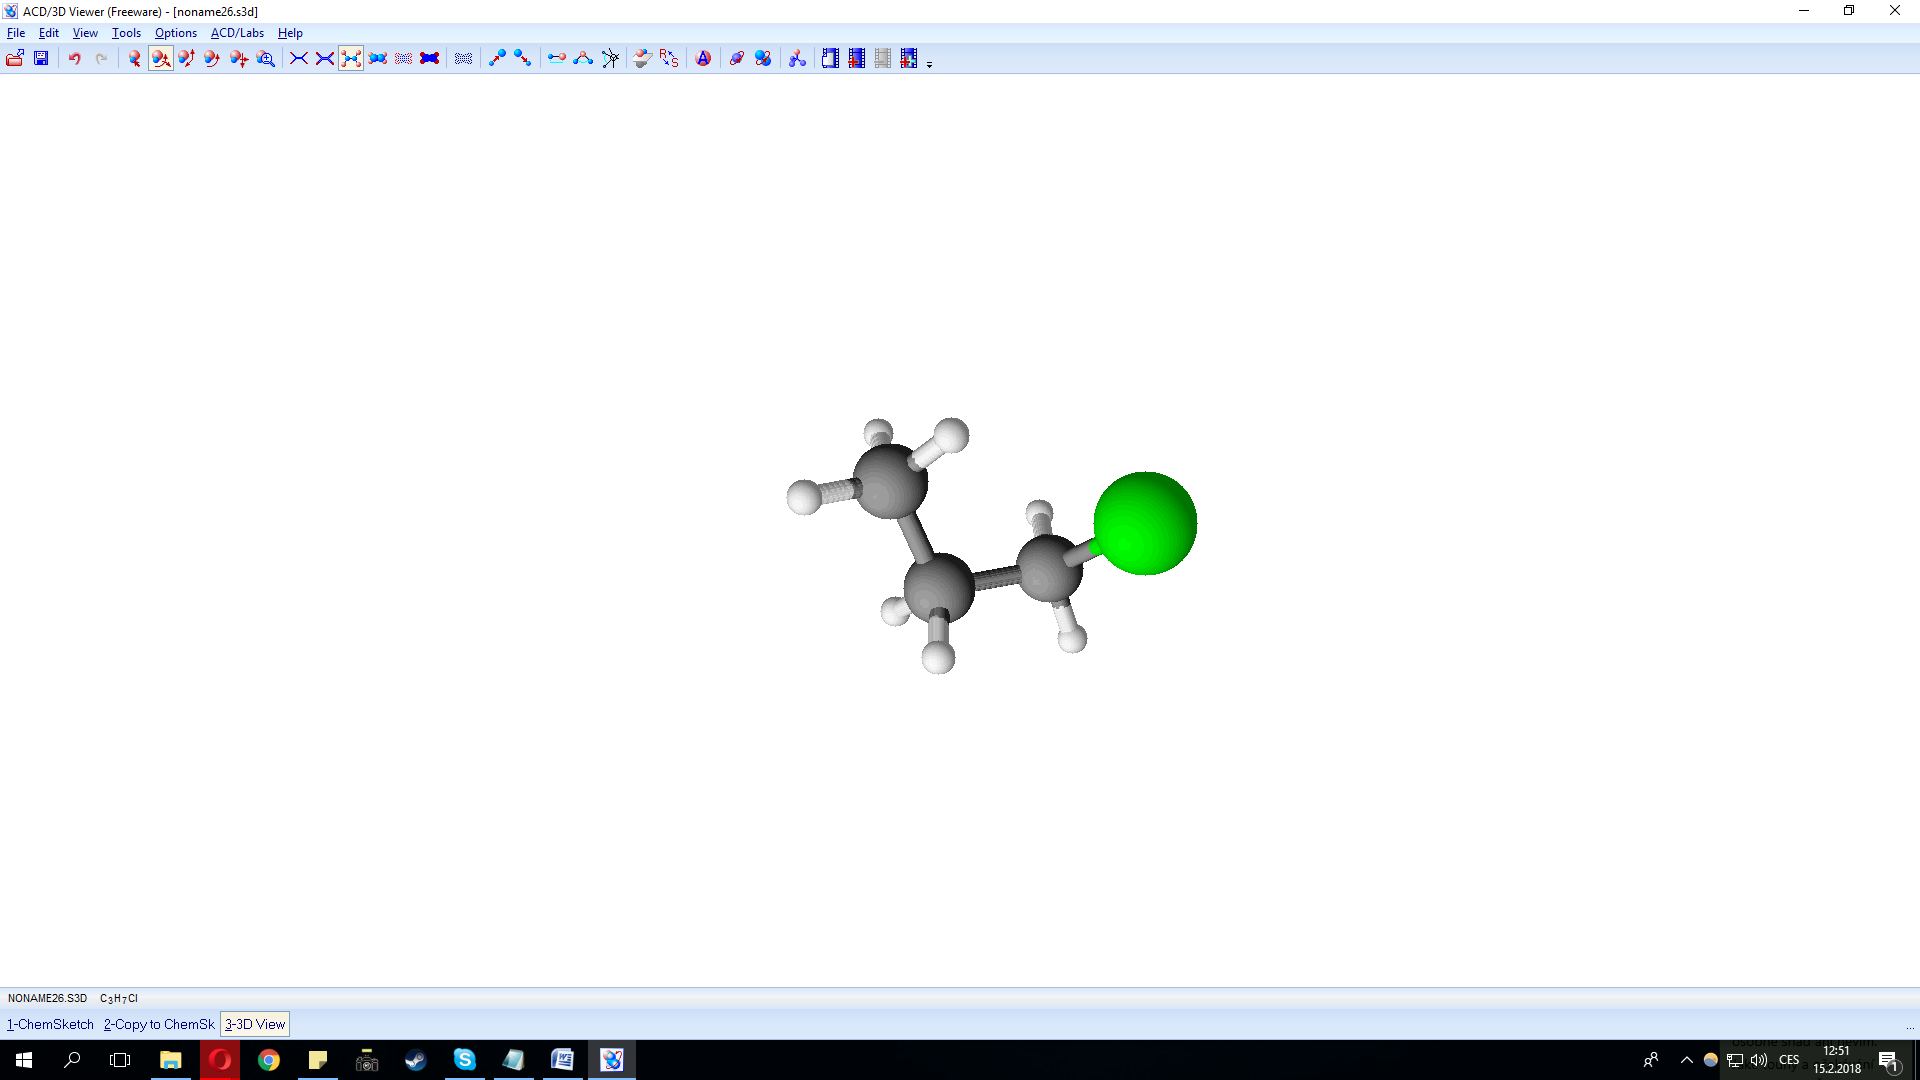 ACD/3D Viewer (Freeware) - [noname26.s3d]
File Edit View Tools Options ACD/Labs Help
NONAME26.S3D C₃H₇Cl
1-ChemSketch 2-Copy to ChemSk 3-3D View ...
CES 12:51
15.2.2018
1